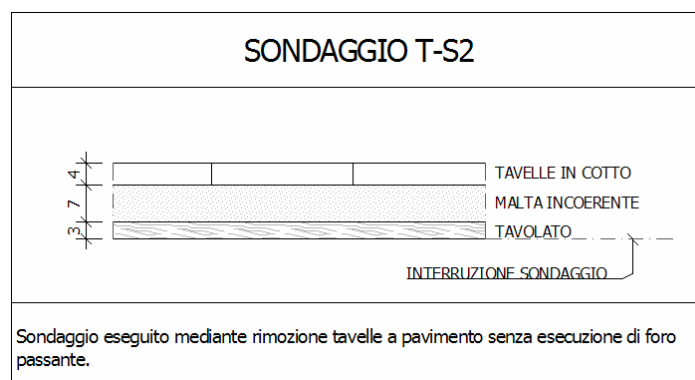 SONDAGGIO T-S2
4
TAVELLE IN COTTO
7
MALTA INCOERENTE
3
TAVOLATO
INTERRUZIONE SONDAGGIO
Sondaggio eseguito mediante rimozione tavelle a pavimento senza esecuzione di foro
passante.